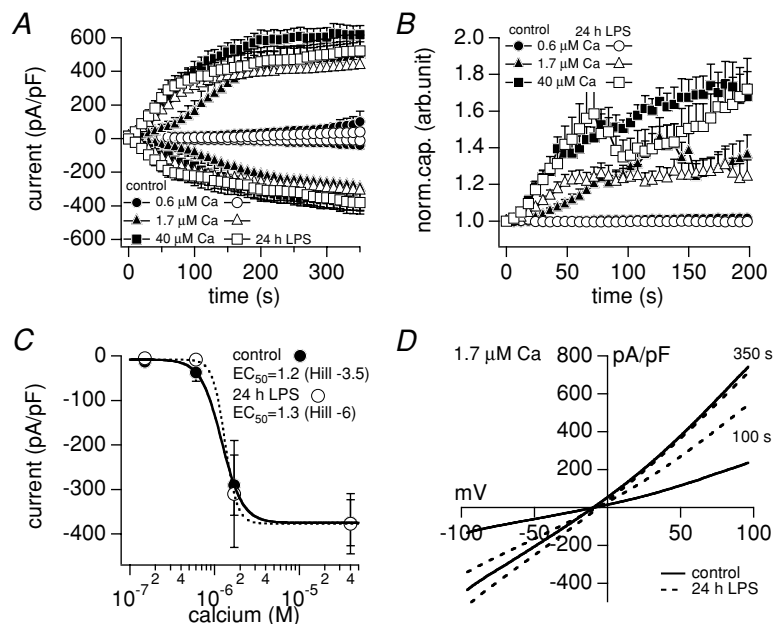 A
600
400
200
0
-200
-400
-600
current (pA/pF)
control
0.6 μM Ca
1.7 μM Ca
40 μM Ca
24 h LPS
0
100
200
300
time (s)
B
control 24 h LPS
0.6 μM Ca
1.7 μM Ca
40 μM Ca
2.0
1.8
1.6
1.4
1.2
1.0
norm.cap. (arb.unit)
0
50
100
150
200
time (s)
C
0
-100
-200
-300
-400
current (pA/pF)
control
EC50=1.2 (Hill -3.5)
24 h LPS
EC50=1.3 (Hill -6)
10-7 2 4 10-6 2 4 10-5 2 4
calcium (M)
D
1.7 μM Ca
pA/pF
800
600
400
200
-200
-400
350 s
100 s
mV
-100
-50
0
50
100
control
24 h LPS